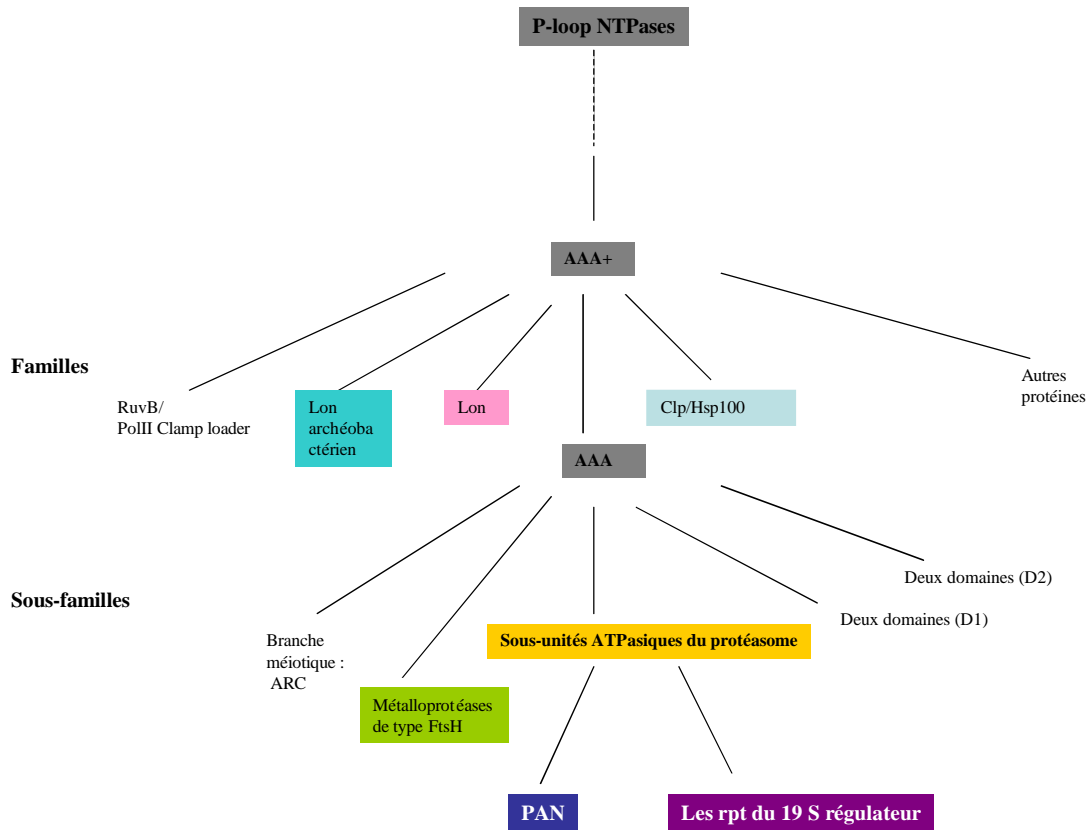 P-loop NTPases
AAA+
Familles
RuvB/
PolII Clamp loader
Lon
archéoba
ctérien
Lon
Clp/Hsp100
Autres
protéines
AAA
Sous-familles
Branche
méiotique :
ARC
Métalloprotéases
de type FtsH
Sous-unités ATPasiques du protéasome
Deux domaines (D1)
Deux domaines (D2)
PAN
Les rpt du 19 S régulateur